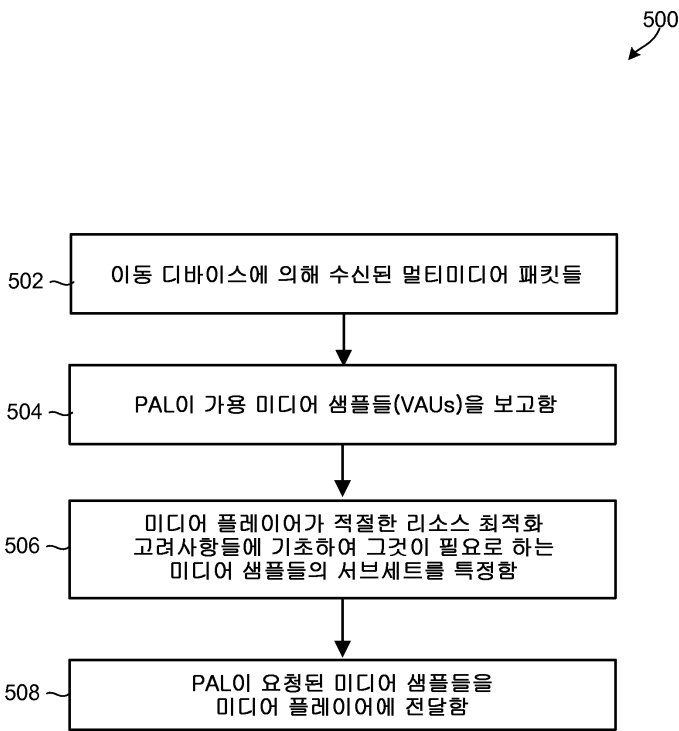 500
502
이동 디바이스에 의해 수신된 멀티미디어 패킷들
504
PAL이 가용 미디어 샘플들(VAUs)을 보고함
506
미디어 플레이어가 적절한 리소스 최적화
고려사항들에 기초하여 그것이 필요로 하는
미디어 샘플들의 서브세트를 특정함
508
PAL이 요청된 미디어 샘플들을
미디어 플레이어에 전달함